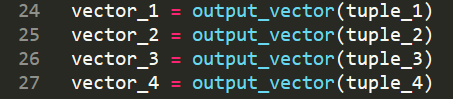 24 vector_1 = output_vector(tuple_1)
25 vector_2 = output_vector(tuple_2)
26 vector_3 = output_vector(tuple_3)
27 vector_4 = output_vector(tuple_4)